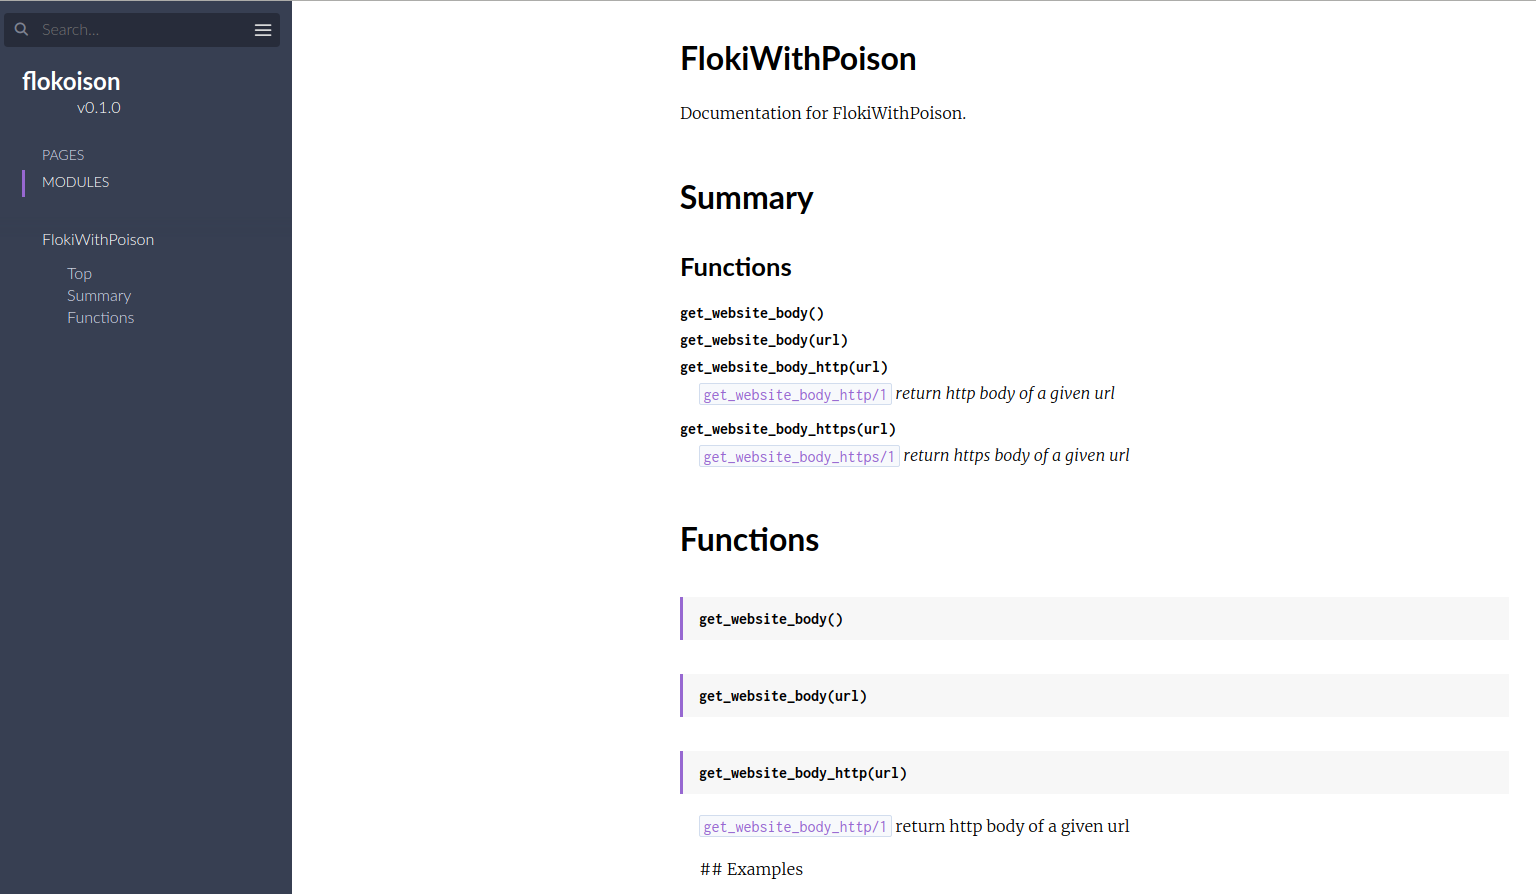 Search...
flokoison
v0.1.0
PAGES
MODULES
FlokiWithPoison
Top
Summary
Functions
FlokiWithPoison
Documentation for FlokiWithPoison.
Summary
Functions
get_website_body()
get_website_body(url)
get_website_body_http(url)
get_website_body_http/1 return http body of a given url
get_website_body_https(url)
get_website_body_https/1 return https body of a given url
Functions
get_website_body()
get_website_body(url)
get_website_body_http(url)
get_website_body_http/1 return http body of a given url
## Examples